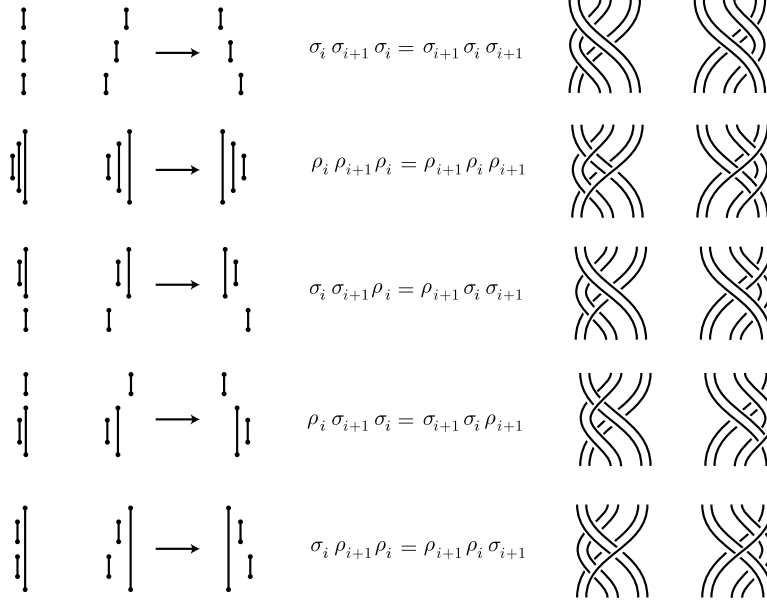 σ_i σ_{i+1} σ_i = σ_{i+1} σ_i σ_{i+1}
ρ_i ρ_{i+1} ρ_i = ρ_{i+1} ρ_i ρ_{i+1}
σ_i σ_{i+1} ρ_i = ρ_{i+1} σ_i σ_{i+1}
ρ_i σ_{i+1} σ_i = σ_{i+1} σ_i ρ_{i+1}
σ_i ρ_{i+1} ρ_i = ρ_{i+1} ρ_i σ_{i+1}